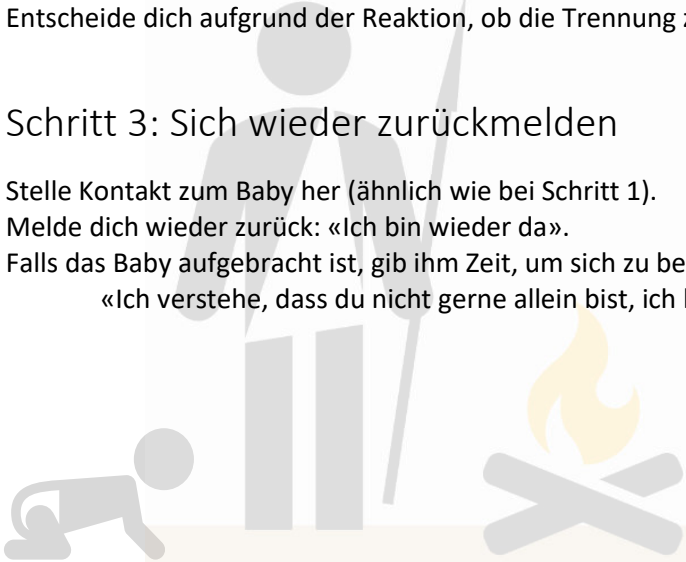 Entscheide dich aufgrund der Reaktion, ob die Trennung
Schritt 3: Sich wieder zurückmelden
Stelle Kontakt zum Baby her (ähnlich wie bei Schritt 1).
Melde dich wieder zurück: «Ich bin wieder da».
Falls das Baby aufgebracht ist, gib ihm Zeit, um sich zu
«Ich verstehe, dass du nicht gerne allein bist, ich